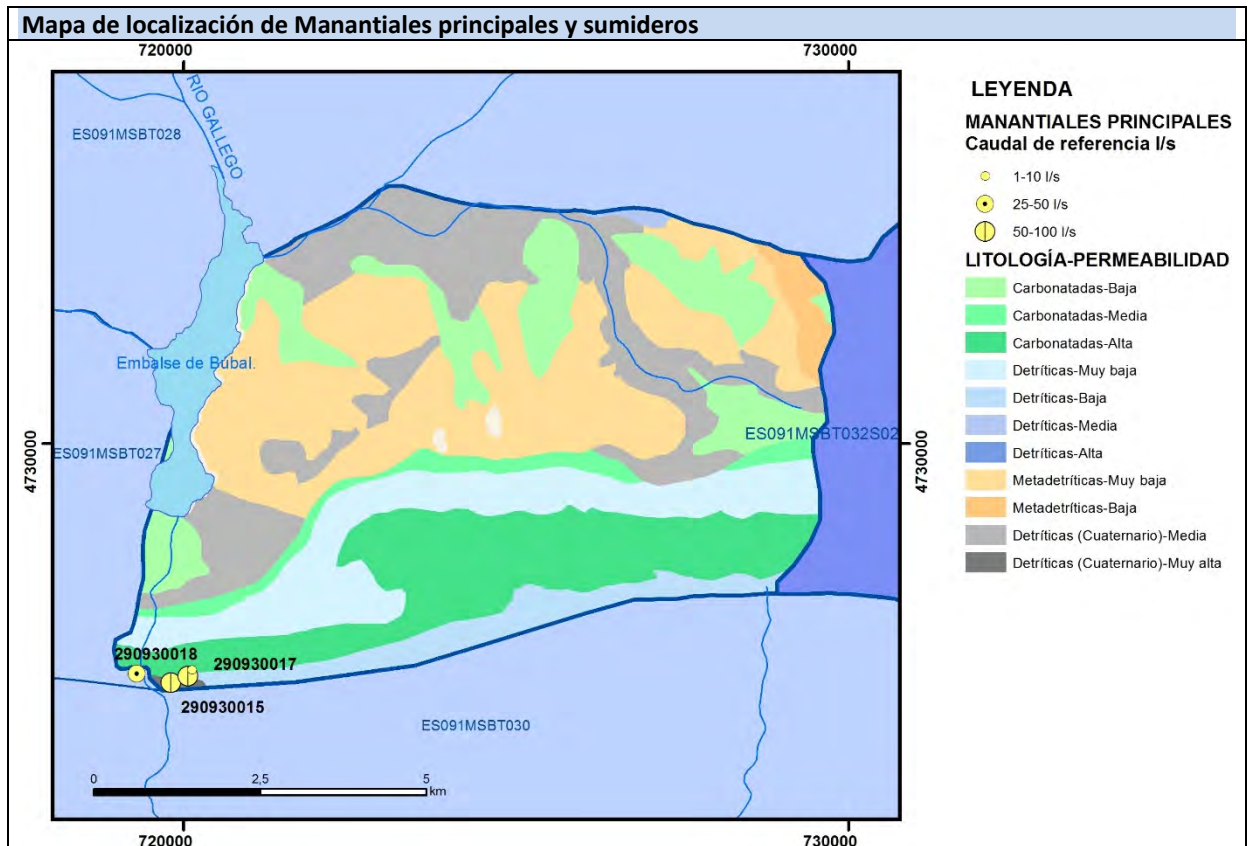 Mapa de localización de Manantiales principales y sumideros
720000
730000
RIO GALLEGO
ES091MSBT028
Embalse de Búbal.
ES091MSBT032S02
ES091MSBT027
4730000
4730000
290930018
290930017
290930015
ES091MSBT030
0
2,5
5
km
720000
730000
LEYENDA
MANANTIALES PRINCIPALES
Caudal de referencia l/s
1-10 l/s
25-50 l/s
50-100 l/s
LITOLOGÍA-PERMEABILIDAD
Carbonatadas-Baja
Carbonatadas-Media
Carbonatadas-Alta
Detríticas-Muy baja
Detríticas-Baja
Detríticas-Media
Detríticas-Alta
Metadetríticas-Muy baja
Metadetríticas-Baja
Detríticas (Cuaternario)-Media
Detríticas (Cuaternario)-Muy alta